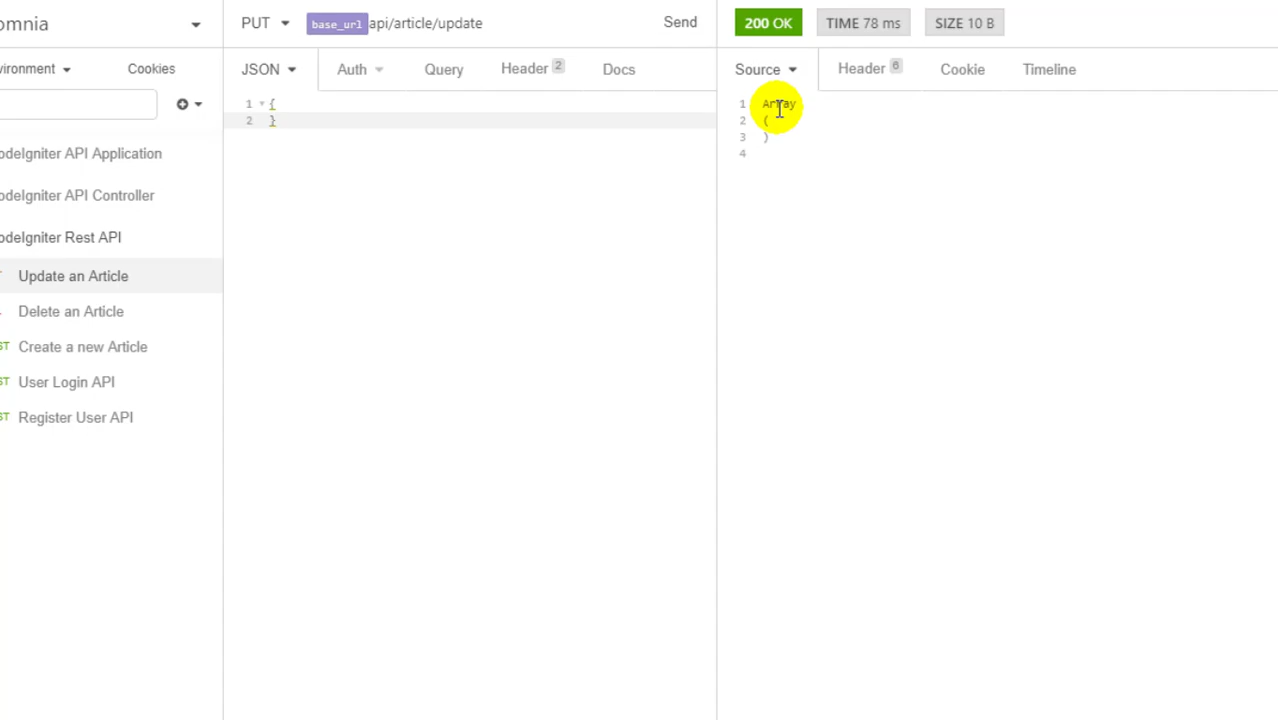 omnia
PUT base_url api/article/update Send
200 OK TIME 78 ms SIZE 10 B
vironment Cookies
JSON Auth Query Header 2 Docs
Source Header 6 Cookie Timeline
1 {
2 }
1 Array
2 (
3 )
4
odeIgniter API Application
odeIgniter API Controller
odeIgniter Rest API
Update an Article
Delete an Article
ST Create a new Article
ST User Login API
ST Register User API